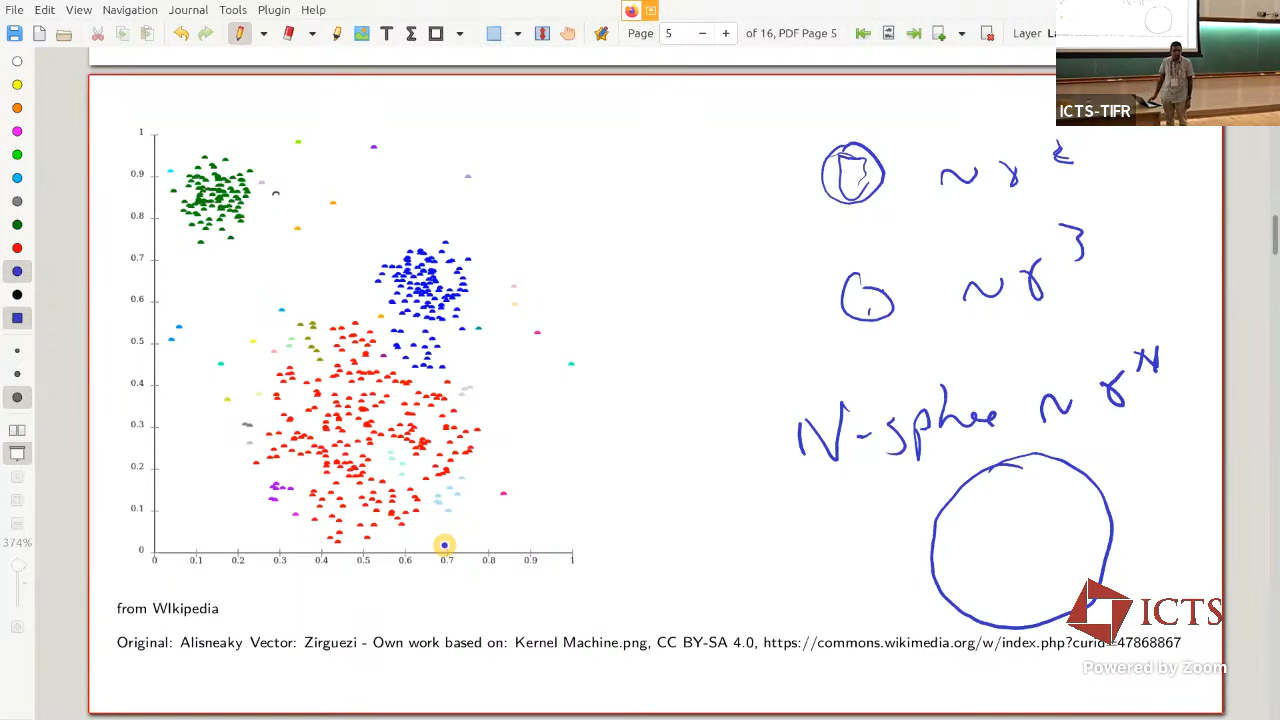 File Edit View Navigation Journal Tools Plugin Help
Page 5 of 16, PDF Page 5 Layer
ICTS-TIFR
1
0.9
0.8
0.7
0.6
0.5
0.4
0.3
0.2
0.1
0
0 0.1 0.2 0.3 0.4 0.5 0.6 0.7 0.8 0.9 1
~ r^2
~ r^3
N-sphere ~ r^N
374%
from WIkipedia
Original: Alisneaky Vector: Zirguezi - Own work based on: Kernel Machine.png, CC BY-SA 4.0, https://commons.wikimedia.org/w/index.php?curid=47868867
ICTS
Powered by Zoom